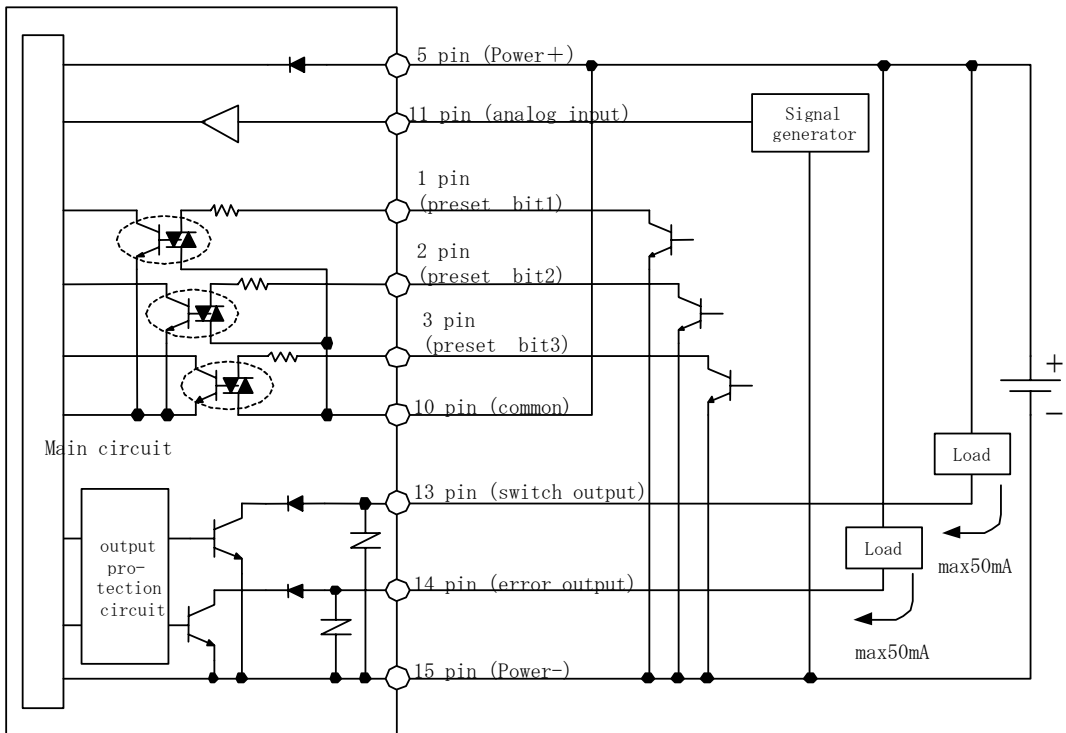 5 pin (Power＋)
11 pin (analog input)
Signal
generator
1 pin
(preset bit1)
2 pin
(preset bit2)
3 pin
(preset bit3)
+
−
10 pin (common)
Main circuit
Load
13 pin (switch output)
output
pro-
tection
circuit
Load
max50mA
14 pin (error output)
max50mA
15 pin (Power−)